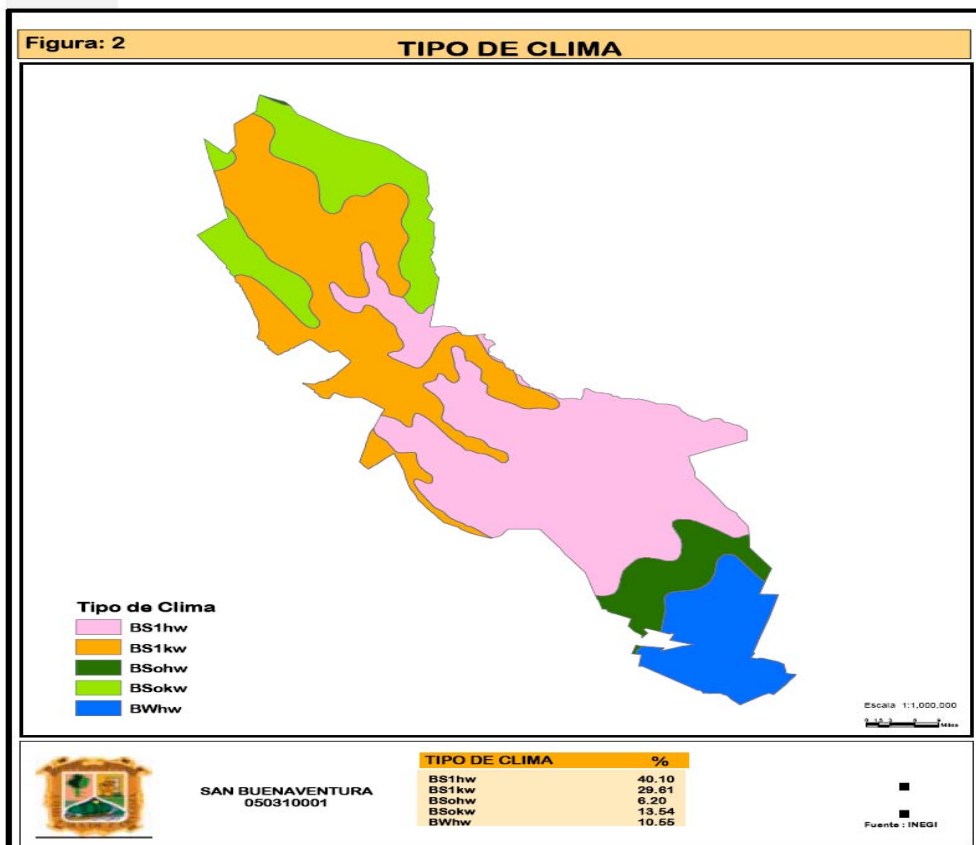 Figura: 2
TIPO DE CLIMA
Tipo de Clima
BS1hw
BS1kw
BSohw
BSokw
BWhw
Escala 1:1,000,000
Miles
SAN BUENAVENTURA
050310001
TIPO DE CLIMA %
BS1hw 40.10
BS1kw 29.61
BSohw 6.20
BSokw 13.54
BWhw 10.55
Fuente : INEGI